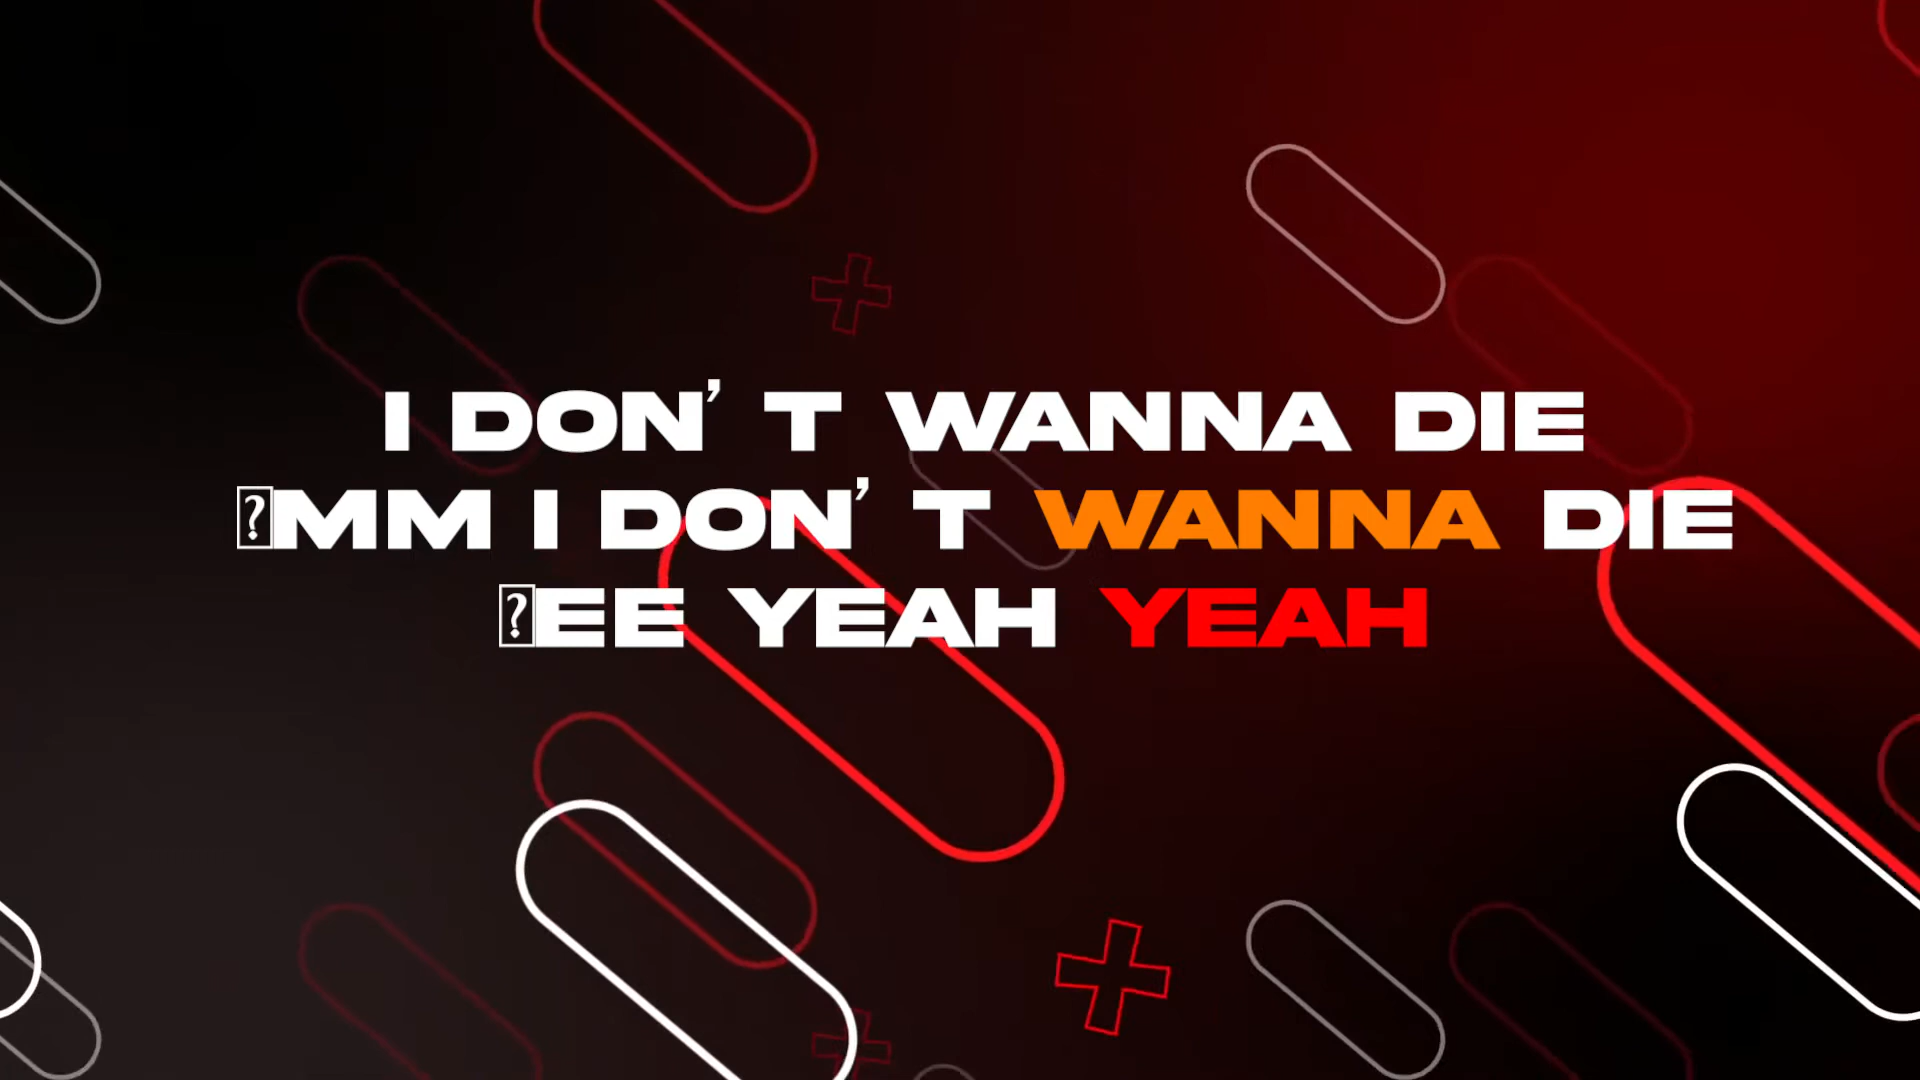 I DON’T WANNA DIE
�MM I DON’T WANNA DIE
�EE YEAH YEAH